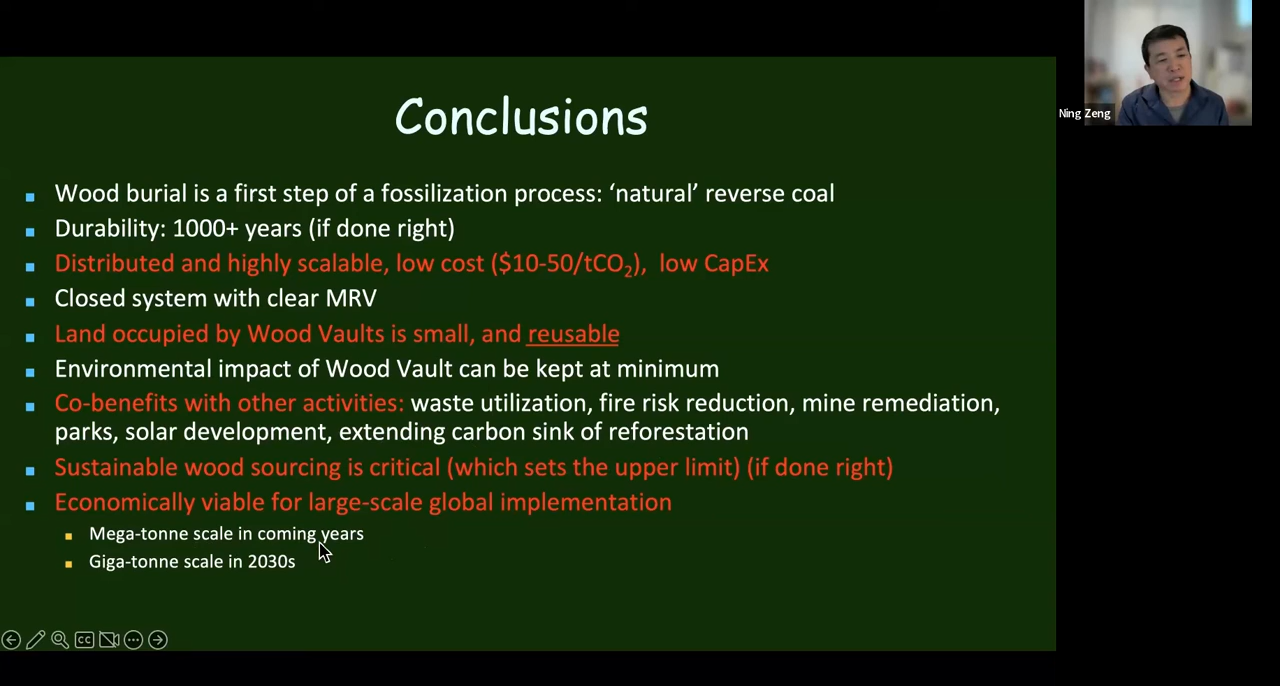 Conclusions
Wood burial is a first step of a fossilization process: ‘natural’ reverse coal
Durability: 1000+ years (if done right)
Distributed and highly scalable, low cost ($10-50/tCO₂), low CapEx
Closed system with clear MRV
Land occupied by Wood Vaults is small, and reusable
Environmental impact of Wood Vault can be kept at minimum
Co-benefits with other activities: waste utilization, fire risk reduction, mine remediation,
parks, solar development, extending carbon sink of reforestation
Sustainable wood sourcing is critical (which sets the upper limit) (if done right)
Economically viable for large-scale global implementation
Mega-tonne scale in coming years
Giga-tonne scale in 2030s
CC
Ning Zeng